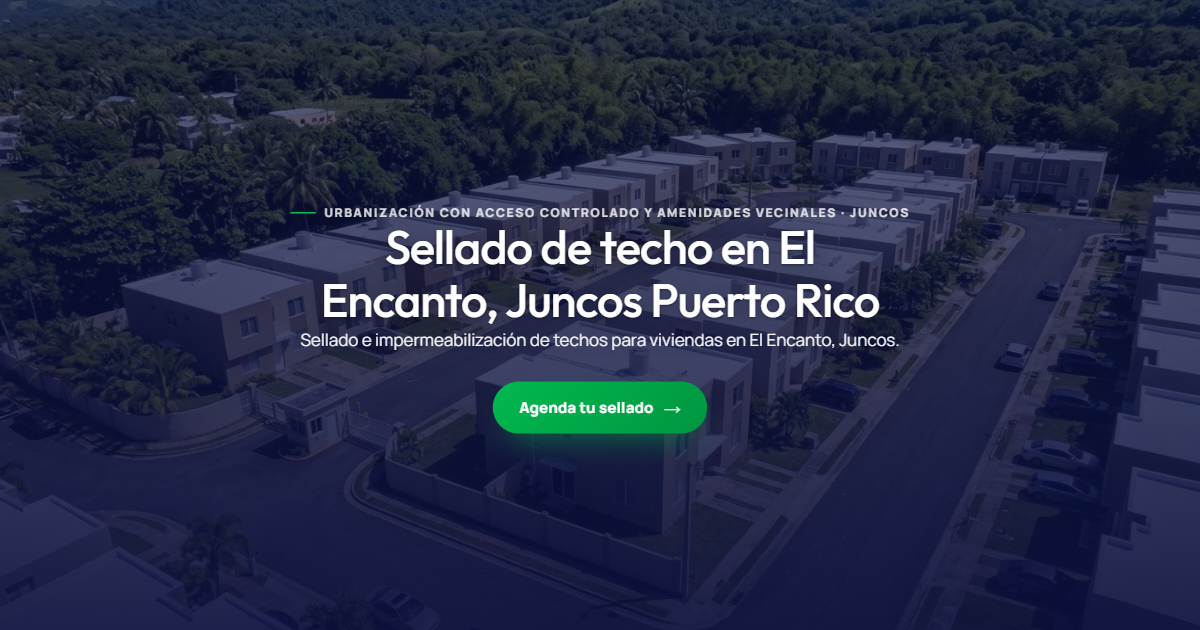 URBANIZACIÓN CON ACCESO CONTROLADO Y AMENIDADES VECINALES · JUNCOS
Sellado de techo en El
Encanto, Juncos Puerto Rico
Sellado e impermeabilización de techos para viviendas en El Encanto, Juncos.
Agenda tu sellado →